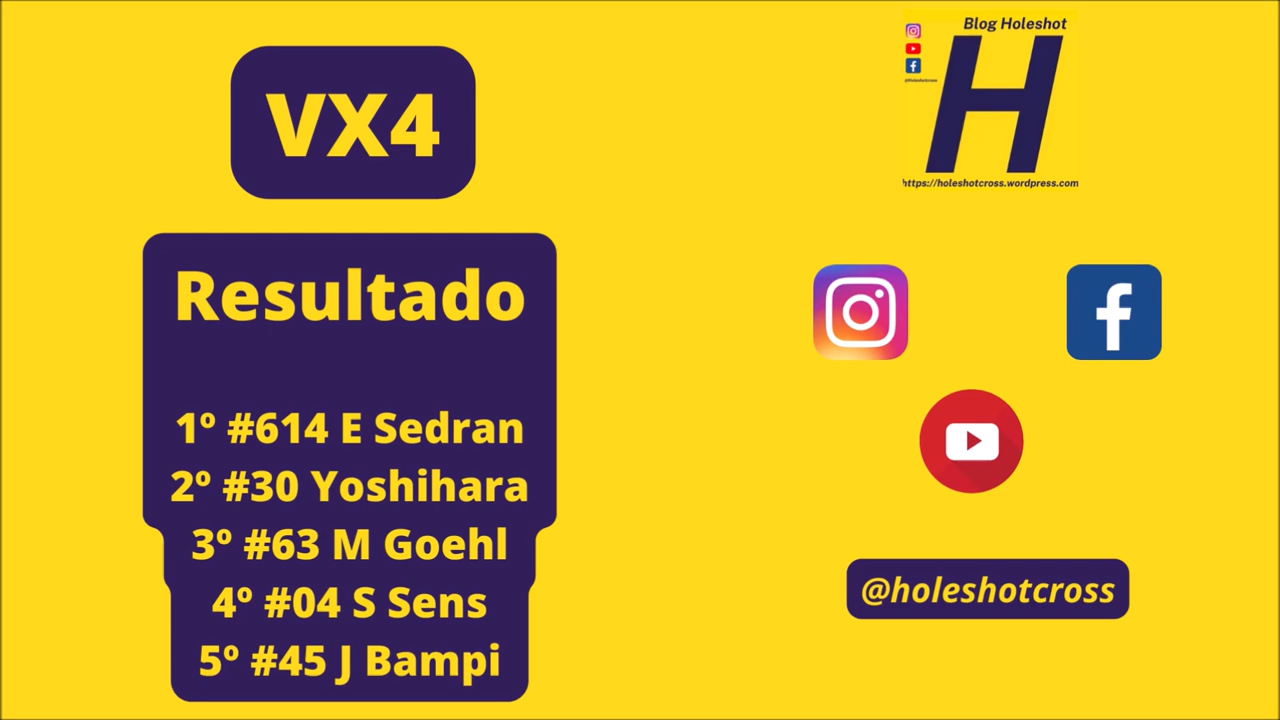 VX4
Resultado
1º #614 E Sedran
2º #30 Yoshihara
3º #63 M Goehl
4º #04 S Sens
5º #45 J Bampi
Blog Holeshot
@holeshotcross
H
https://holeshotcross.wordpress.com
@holeshotcross